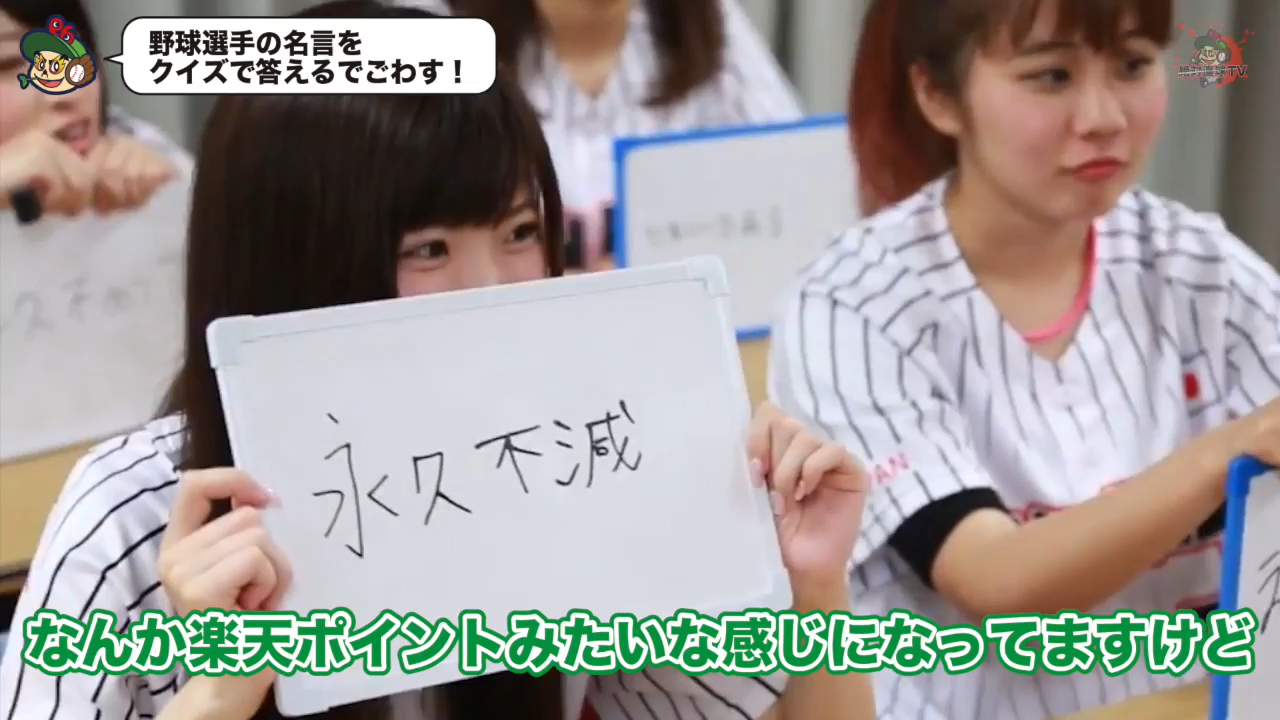 野球選手の名言を
クイズで答えるでごわす！
永久不滅
AN
なんか楽天ポイントみたいな感じになってますけど